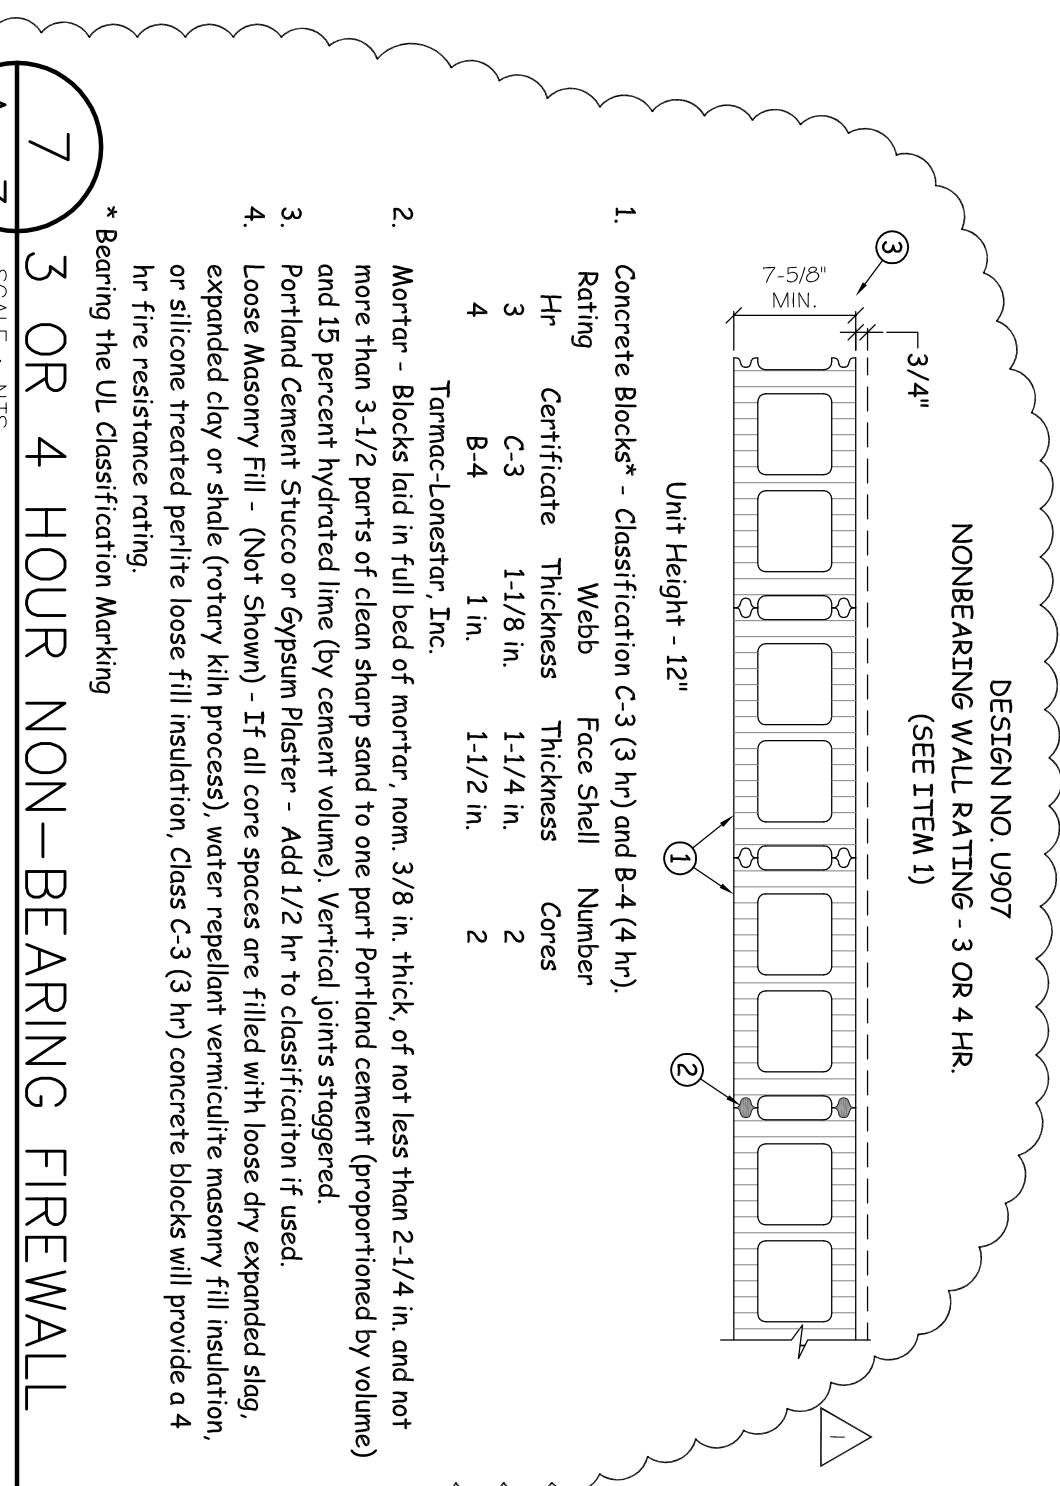 DESIGN NO. U907
NONBEARING WALL RATING - 3 OR 4 HR.
(SEE ITEM 1)
3
7-5/8"
MIN.
3/4"
1
2
Unit Height - 12"
1. Concrete Blocks* - Classification C-3 (3 hr) and B-4 (4 hr).
Rating Webb Face Shell Number
Hr Certificate Thickness Thickness Cores
3 C-3 1-1/8 in. 1-1/4 in. 2
4 B-4 1 in. 1-1/2 in. 2
Tarmac-Lonestar, Inc.
2. Mortar - Blocks laid in full bed of mortar, nom. 3/8 in. thick, of not less than 2-1/4 in. and not
more than 3-1/2 parts of clean sharp sand to one part Portland cement (proportioned by volume)
and 15 percent hydrated lime (by cement volume). Vertical joints staggered.
3. Portland Cement Stucco or Gypsum Plaster - Add 1/2 hr to classificaiton if used.
4. Loose Masonry Fill - (Not Shown) - If all core spaces are filled with loose dry expanded slag,
expanded clay or shale (rotary kiln process), water repellant vermiculite masonry fill insulation,
or silicone treated perlite loose fill insulation, Class C-3 (3 hr) concrete blocks will provide a 4
hr fire resistance rating.
* Bearing the UL Classification Marking
7 3 OR 4 HOUR NON-BEARING FIREWALL
1